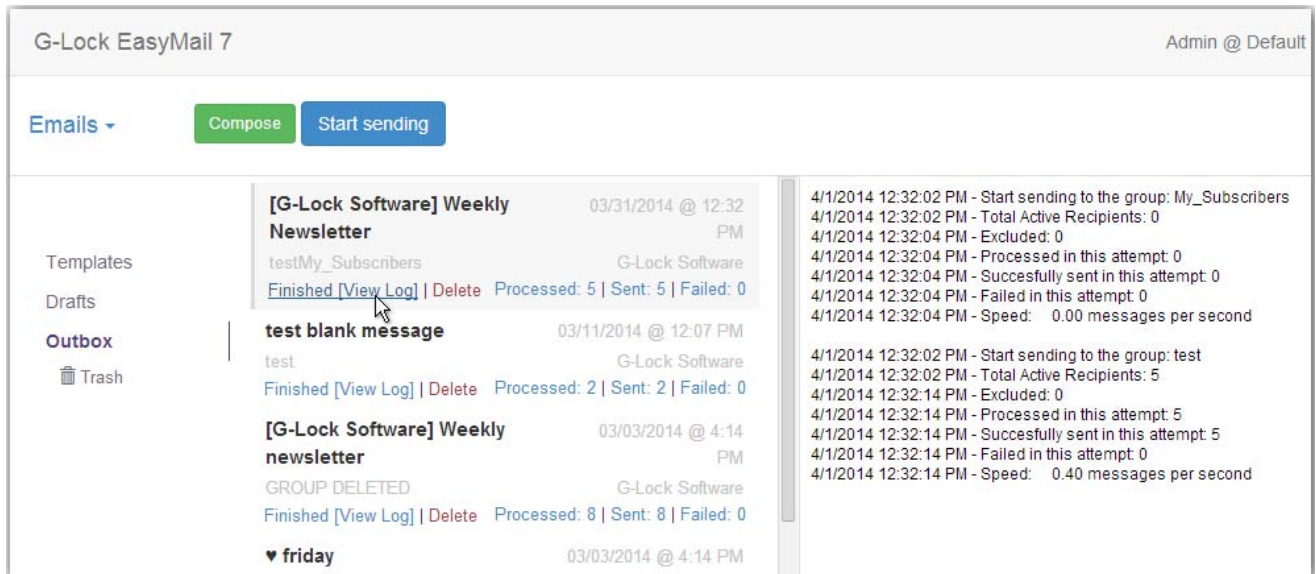 G-Lock EasyMail 7
Admin @ Default
Emails
Compose
Start sending
Templates
Drafts
Outbox
Trash
[G-Lock Software] Weekly Newsletter
03/31/2014 @ 12:32 PM
testMy_Subscribers
G-Lock Software
Finished [View Log] | Delete Processed: 5 | Sent: 5 | Failed: 0
test blank message
03/11/2014 @ 12:07 PM
test
G-Lock Software
Finished [View Log] | Delete Processed: 2 | Sent: 2 | Failed: 0
[G-Lock Software] Weekly newsletter
03/03/2014 @ 4:14 PM
GROUP DELETED
G-Lock Software
Finished [View Log] | Delete Processed: 8 | Sent: 8 | Failed: 0
♥ friday
03/03/2014 @ 4:14 PM
4/1/2014 12:32:02 PM - Start sending to the group: My_Subscribers
4/1/2014 12:32:02 PM - Total Active Recipients: 0
4/1/2014 12:32:04 PM - Excluded: 0
4/1/2014 12:32:04 PM - Processed in this attempt: 0
4/1/2014 12:32:04 PM - Succesfully sent in this attempt: 0
4/1/2014 12:32:04 PM - Failed in this attempt: 0
4/1/2014 12:32:04 PM - Speed: 0.00 messages per second
4/1/2014 12:32:02 PM - Start sending to the group: test
4/1/2014 12:32:02 PM - Total Active Recipients: 5
4/1/2014 12:32:14 PM - Excluded: 0
4/1/2014 12:32:14 PM - Processed in this attempt: 5
4/1/2014 12:32:14 PM - Succesfully sent in this attempt: 5
4/1/2014 12:32:14 PM - Failed in this attempt: 0
4/1/2014 12:32:14 PM - Speed: 0.40 messages per second